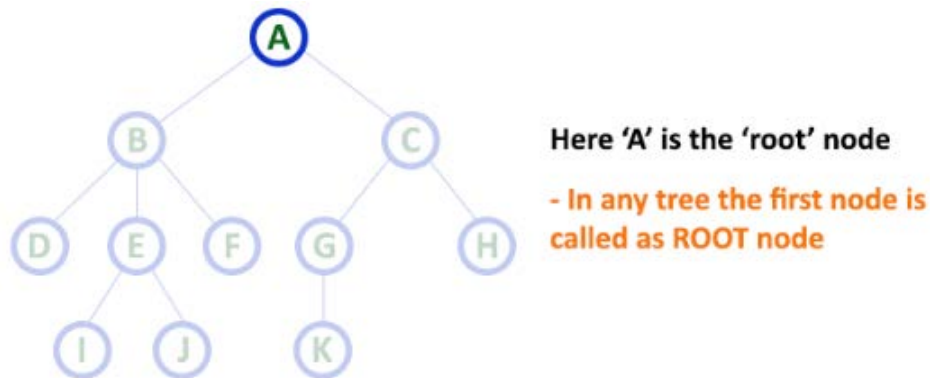 A
B
C
Here ‘A’ is the ‘root’ node
- In any tree the first node is
called as ROOT node
D
E
F
G
H
I
J
K